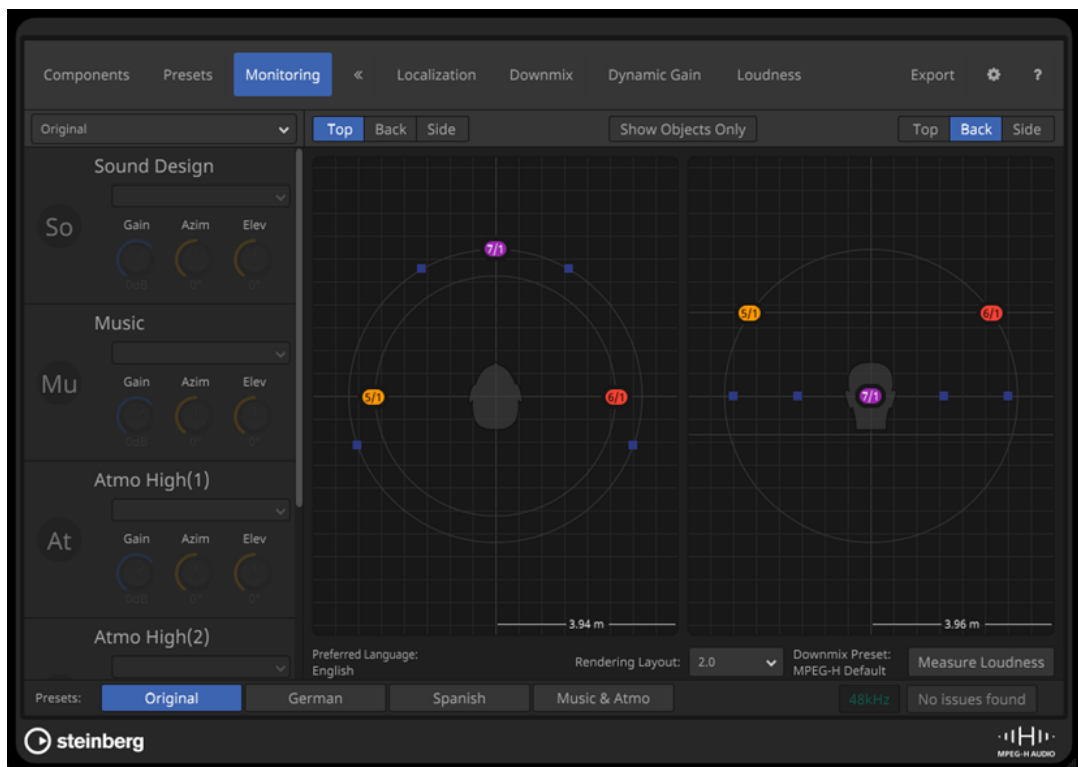 Components Presets Monitoring « Localization Downmix Dynamic Gain Loudness Export ?
Original Top Back Side Show Objects Only Top Back Side
Sound Design
So Gain Azim Elev
0dB 0° 0°
Music
Mu Gain Azim Elev
0dB 0° 0°
Atmo High(1)
At Gain Azim Elev
0dB 0° 0°
Atmo High(2)
7/1
5/1 6/1
3.94 m
5/1 6/1
7/1
3.96 m
Preferred Language:
English
Rendering Layout: 2.0
Downmix Preset:
MPEG-H Default
Measure Loudness
Presets: Original German Spanish Music & Atmo 48kHz No issues found
steinberg
MPEG-H AUDIO